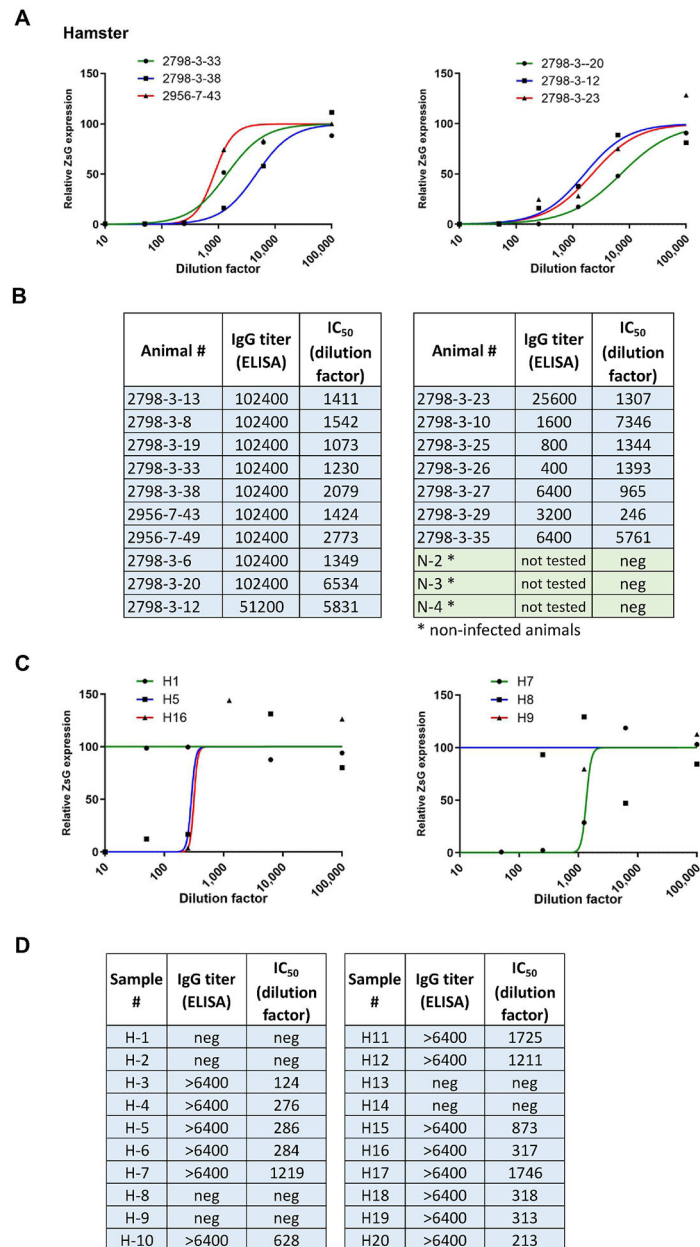 A
Hamster
2798-3-33
2798-3-38
2956-7-43
Relative ZsG expression
150
100
50
0
10
100
1,000
10,000
100,000
Dilution factor
2798-3--20
2798-3-12
2798-3-23
Relative ZsG expression
150
100
50
0
10
100
1,000
10,000
100,000
Dilution factor
B
Animal # IgG titer (ELISA) IC50 (dilution factor)
2798-3-13 102400 1411
2798-3-8 102400 1542
2798-3-19 102400 1073
2798-3-33 102400 1230
2798-3-38 102400 2079
2956-7-43 102400 1424
2956-7-49 102400 2773
2798-3-6 102400 1349
2798-3-20 102400 6534
2798-3-12 51200 5831
Animal # IgG titer (ELISA) IC50 (dilution factor)
2798-3-23 25600 1307
2798-3-10 1600 7346
2798-3-25 800 1344
2798-3-26 400 1393
2798-3-27 6400 965
2798-3-29 3200 246
2798-3-35 6400 5761
N-2 * not tested neg
N-3 * not tested neg
N-4 * not tested neg
* non-infected animals
C
H1
H5
H16
Relative ZsG expression
150
100
50
0
10
100
1,000
10,000
100,000
Dilution factor
H7
H8
H9
Relative ZsG expression
150
100
50
0
10
100
1,000
10,000
100,000
Dilution factor
D
Sample # IgG titer (ELISA) IC50 (dilution factor)
H-1 neg neg
H-2 neg neg
H-3 >6400 124
H-4 >6400 276
H-5 >6400 286
H-6 >6400 284
H-7 >6400 1219
H-8 neg neg
H-9 neg neg
H-10 >6400 628
Sample # IgG titer (ELISA) IC50 (dilution factor)
H11 >6400 1725
H12 >6400 1211
H13 neg neg
H14 neg neg
H15 >6400 873
H16 >6400 317
H17 >6400 1746
H18 >6400 318
H19 >6400 313
H20 >6400 213